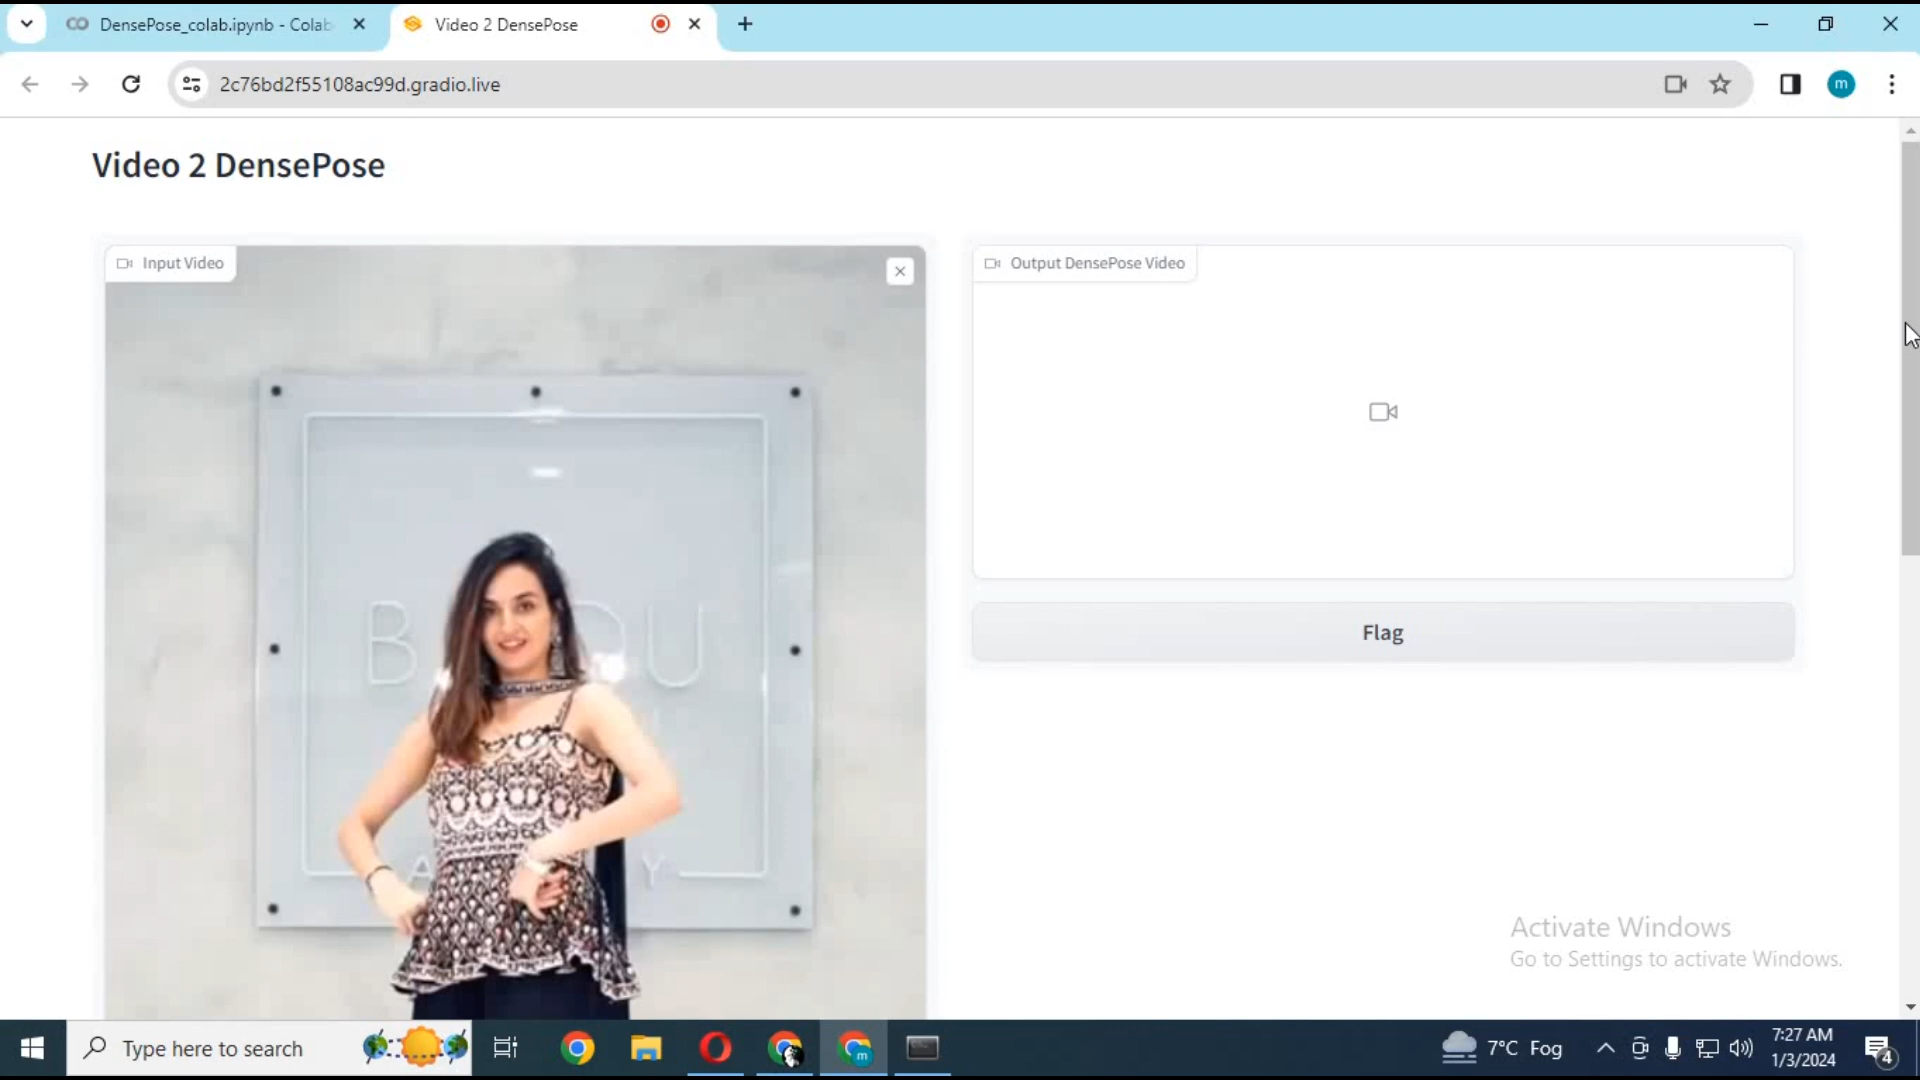 DensePose_colab.ipynb - Colab
Video 2 DensePose
2c76bd2f55108ac99d.gradio.live
m
Video 2 DensePose
Input Video
Output DensePose Video
Flag
Activate Windows
Go to Settings to activate Windows.
Type here to search
m
7°C Fog
7:27 AM
1/3/2024
4